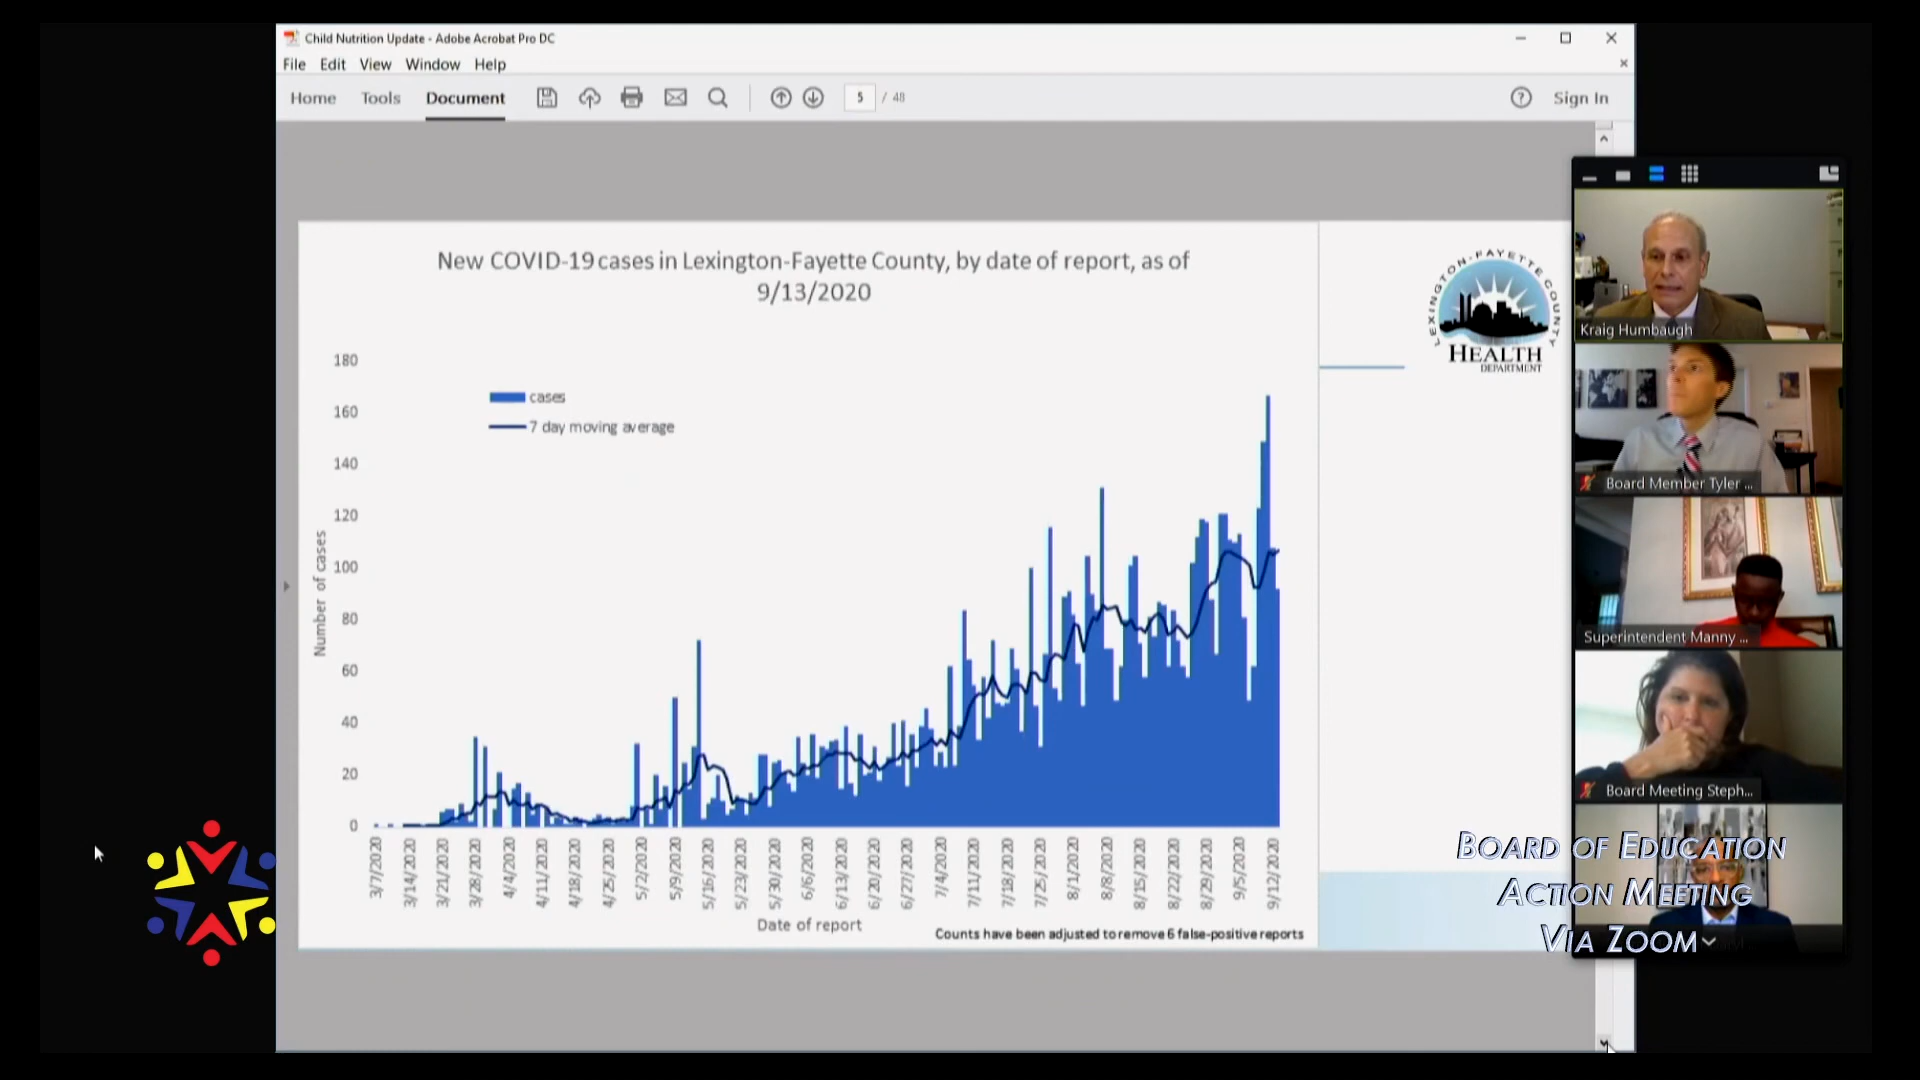 Child Nutrition Update - Adobe Acrobat Pro DC
File Edit View Window Help
Home Tools Document 5 / 48 Sign In
New COVID-19 cases in Lexington-Fayette County, by date of report, as of
9/13/2020
LEXINGTON-FAYETTE COUNTY
HEALTH
DEPARTMENT
cases
7 day moving average
Number of cases
180
160
140
120
100
80
60
40
20
0
3/7/2020
3/14/2020
3/21/2020
3/28/2020
4/4/2020
4/11/2020
4/18/2020
4/25/2020
5/2/2020
5/9/2020
5/16/2020
5/23/2020
5/30/2020
6/6/2020
6/13/2020
6/20/2020
6/27/2020
7/4/2020
7/11/2020
7/18/2020
7/25/2020
8/1/2020
8/8/2020
8/15/2020
8/22/2020
8/29/2020
9/5/2020
9/12/2020
Date of report
Counts have been adjusted to remove 6 false-positive reports
Kraig Humbaugh
Board Member Tyler ...
Superintendent Manny ...
Board Meeting Steph...
BOARD OF EDUCATION
ACTION MEETING
VIA ZOOM